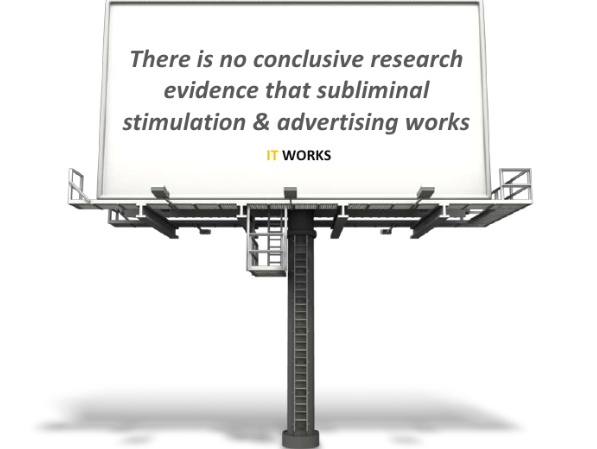 There is no conclusive research
evidence that subliminal
stimulation & advertising works
IT WORKS